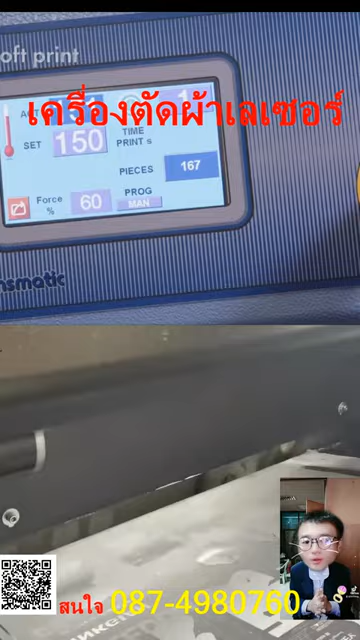 oft print
เครื่องตัดผ้าเลเซอร์
SET 150 TIME PRINT s
PIECES 167
Force % 60 PROG MAN
nsmatic
สนใจ 087-4980760